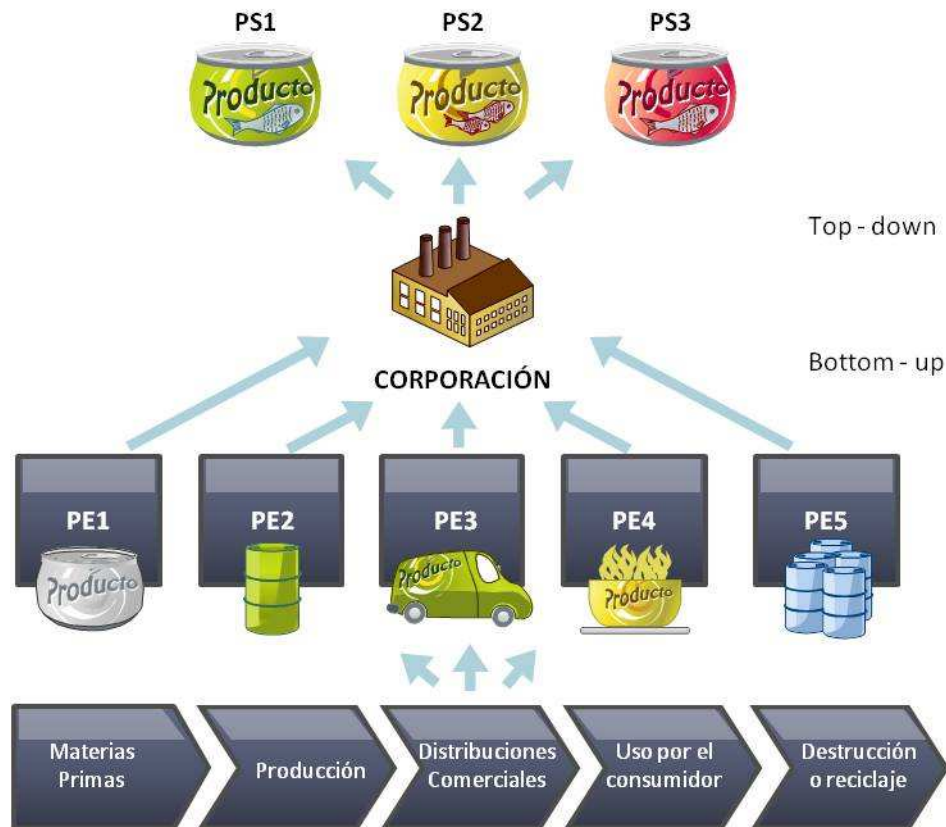 PS1
PS2
PS3
Producto
Producto
Producto
Top - down
Bottom - up
CORPORACIÓN
PE1
PE2
PE3
PE4
PE5
Producto
Producto
Producto
Materias
Primas
Producción
Distribuciones
Comerciales
Uso por el
consumidor
Destrucción
o reciclaje